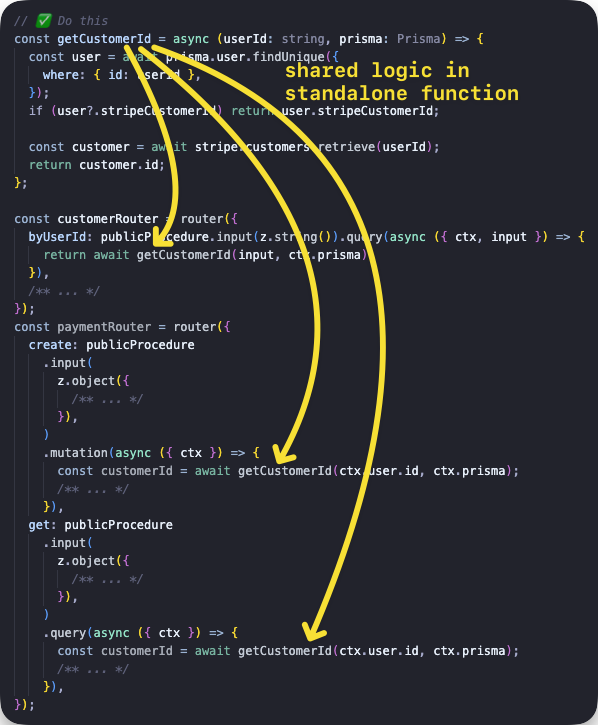 // ✅ Do this
const getCustomerId = async (userId: string, prisma: Prisma) => {
const user = await prisma.user.findUnique({
where: { id: userId },
});
if (user?.stripeCustomerId) return user.stripeCustomerId;
shared logic in
standalone function
const customer = await stripe.customers.retrieve(userId);
return customer.id;
};
const customerRouter = router({
byUserId: publicProcedure.input(z.string()).query(async ({ ctx, input }) => {
return await getCustomerId(input, ctx.prisma)
}),
/** ... */
});
const paymentRouter = router({
create: publicProcedure
.input(
z.object({
/** ... */
}),
)
.mutation(async ({ ctx }) => {
const customerId = await getCustomerId(ctx.user.id, ctx.prisma);
/** ... */
}),
get: publicProcedure
.input(
z.object({
/** ... */
}),
)
.query(async ({ ctx }) => {
const customerId = await getCustomerId(ctx.user.id, ctx.prisma);
/** ... */
}),
});